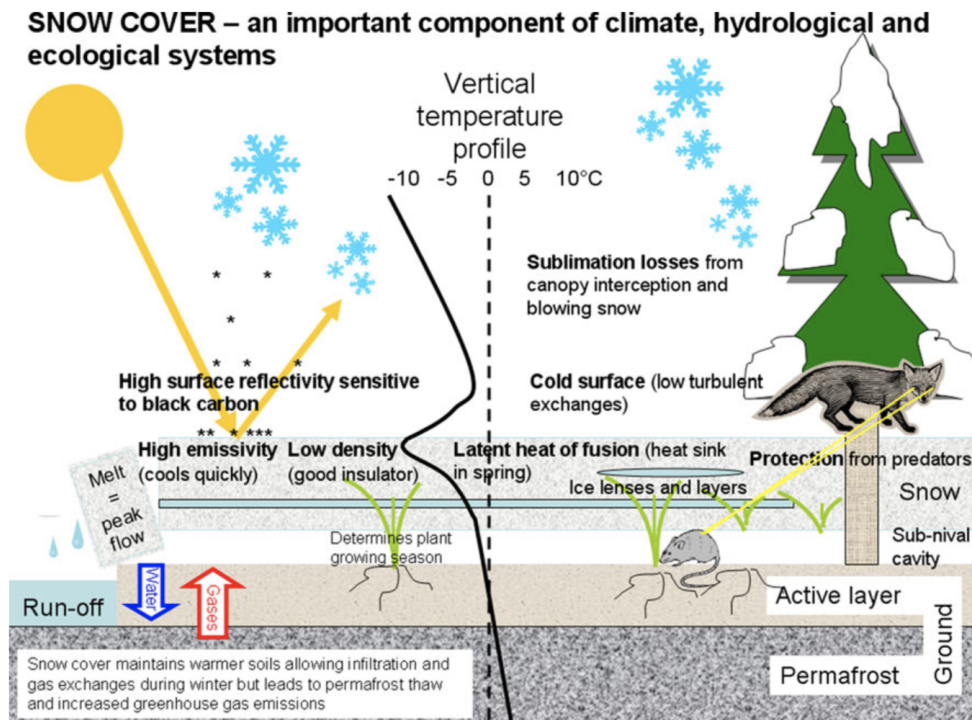 SNOW COVER – an important component of climate, hydrological and
ecological systems
Vertical
temperature
profile
-10 -5 0 5 10°C
Sublimation losses from
canopy interception and
blowing snow
High surface reflectivity sensitive
to black carbon
Cold surface (low turbulent
exchanges)
High emissivity
(cools quickly)
Low density
(good insulator)
Latent heat of fusion (heat sink
in spring)
Protection from predators
Ice lenses and layers
Snow
Melt
=
peak
flow
Determines plant
growing season
Sub-nival
cavity
Water
Gases
Run-off
Active layer
Permafrost
Ground
Snow cover maintains warmer soils allowing infiltration and
gas exchanges during winter but leads to permafrost thaw
and increased greenhouse gas emissions